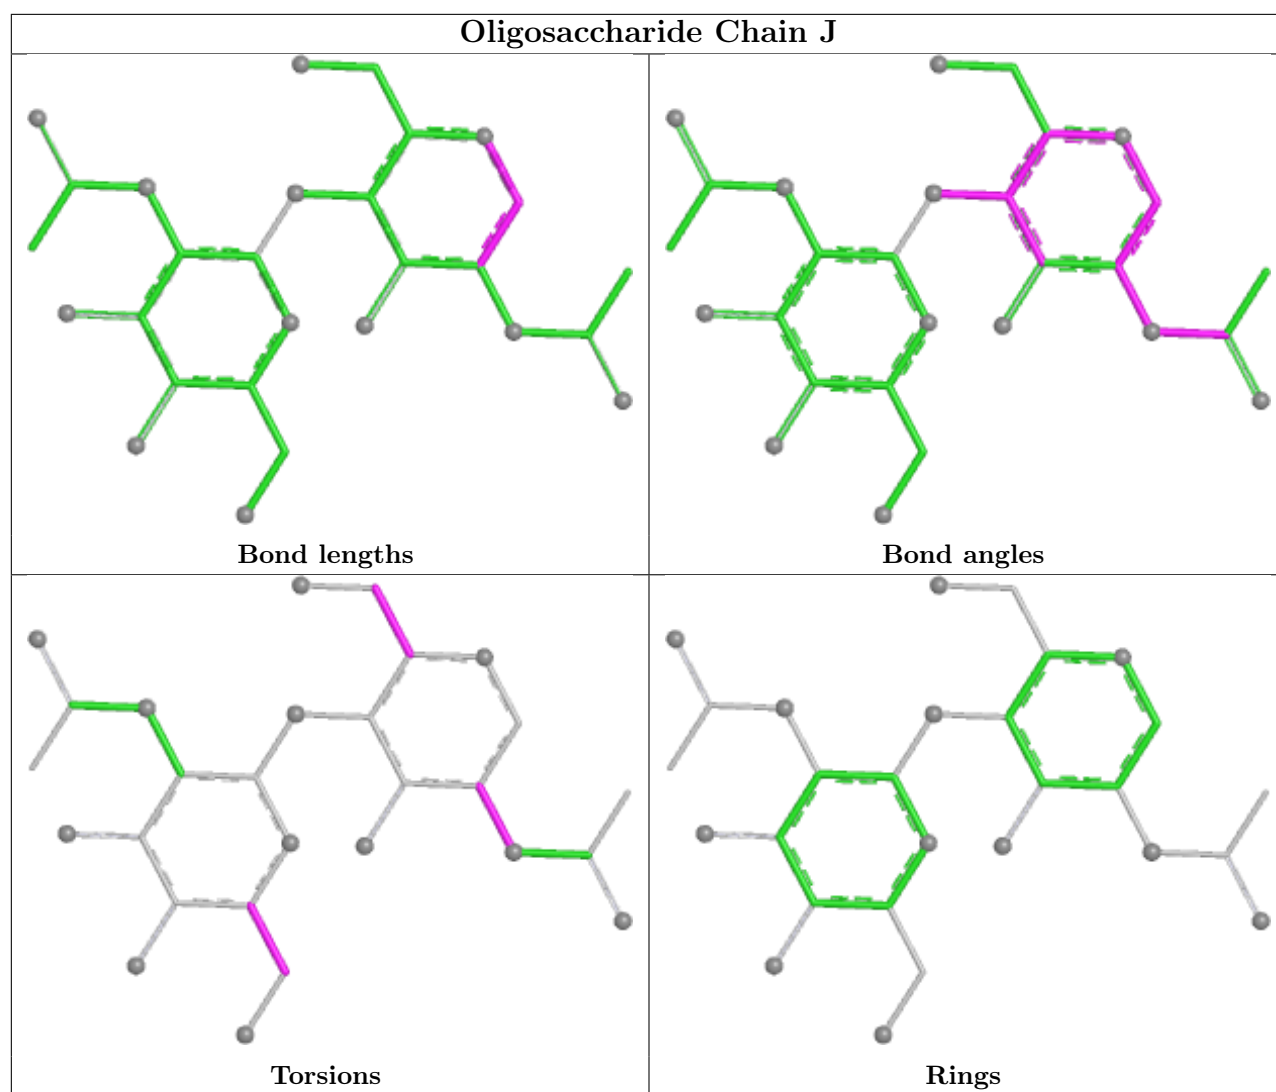 Oligosaccharide Chain J
Bond lengths
Bond angles
Torsions
Rings